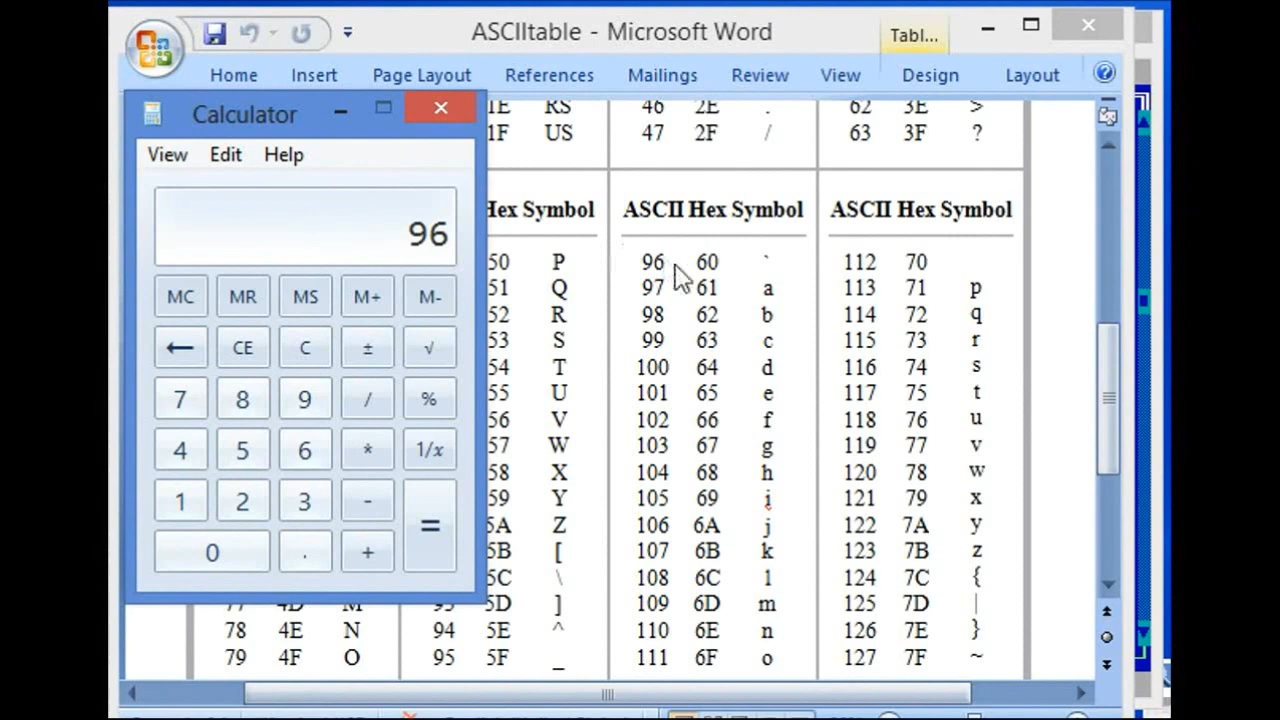 ASCIItable - Microsoft Word
Tabl...
Home Insert Page Layout References Mailings Review View Design Layout
Calculator
View Edit Help
96
MC MR MS M+ M-
← CE C ± √
7 8 9 / %
4 5 6 * 1/x
1 2 3 - =
0 . +
1E RS 46 2E . 62 3E >
1F US 47 2F / 63 3F ?
Hex Symbol ASCII Hex Symbol ASCII Hex Symbol
50 P 96 60 ` 112 70
51 Q 97 61 a 113 71 p
52 R 98 62 b 114 72 q
53 S 99 63 c 115 73 r
54 T 100 64 d 116 74 s
55 U 101 65 e 117 75 t
56 V 102 66 f 118 76 u
57 W 103 67 g 119 77 v
58 X 104 68 h 120 78 w
59 Y 105 69 i 121 79 x
5A Z 106 6A j 122 7A y
5B [ 107 6B k 123 7B z
5C \ 108 6C l 124 7C {
77 4D M 93 5D ] 109 6D m 125 7D |
78 4E N 94 5E ^ 110 6E n 126 7E }
79 4F O 95 5F _ 111 6F o 127 7F ~